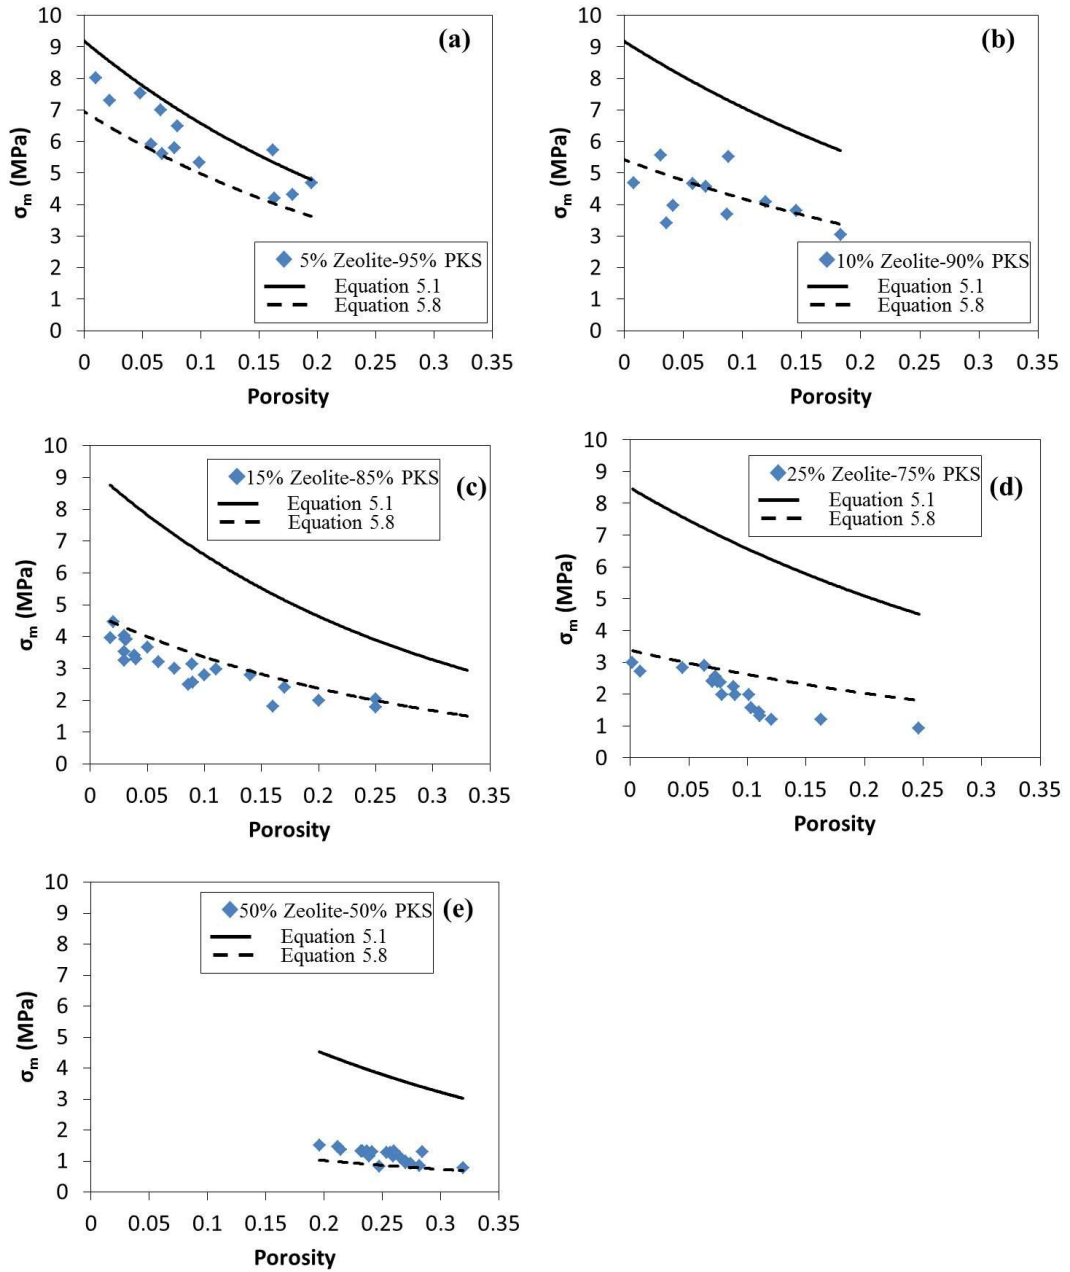 (a)
10
9
8
7
6
5
4
3
2
1
0
σm (MPa)
5% Zeolite-95% PKS
Equation 5.1
Equation 5.8
0 0.05 0.1 0.15 0.2 0.25 0.3 0.35
Porosity
(b)
10
9
8
7
6
5
4
3
2
1
0
σm (MPa)
10% Zeolite-90% PKS
Equation 5.1
Equation 5.8
0 0.05 0.1 0.15 0.2 0.25 0.3 0.35
Porosity
(c)
10
9
8
7
6
5
4
3
2
1
0
σm (MPa)
15% Zeolite-85% PKS
Equation 5.1
Equation 5.8
0 0.05 0.1 0.15 0.2 0.25 0.3 0.35
Porosity
(d)
10
9
8
7
6
5
4
3
2
1
0
σm (MPa)
25% Zeolite-75% PKS
Equation 5.1
Equation 5.8
0 0.05 0.1 0.15 0.2 0.25 0.3 0.35
Porosity
(e)
10
9
8
7
6
5
4
3
2
1
0
σm (MPa)
50% Zeolite-50% PKS
Equation 5.1
Equation 5.8
0 0.05 0.1 0.15 0.2 0.25 0.3 0.35
Porosity